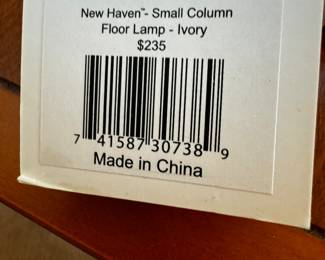 New Haven™- Small Column
Floor Lamp - Ivory
$235
7 41587 30738 9
Made in China